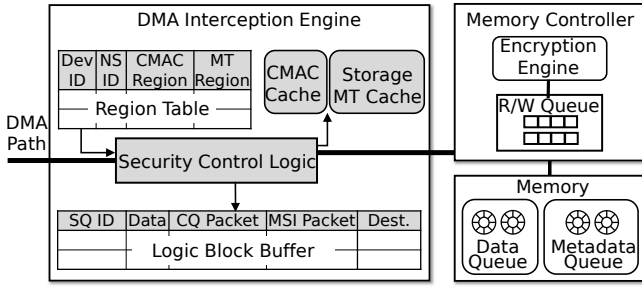 DMA Interception Engine
Dev ID
NS ID
CMAC Region
MT Region
Region Table
CMAC Cache
Storage MT Cache
DMA Path
Security Control Logic
SQ ID
Data
CQ Packet
MSI Packet
Dest.
Logic Block Buffer
Memory Controller
Encryption Engine
R/W Queue
Memory
Data Queue
Metadata Queue